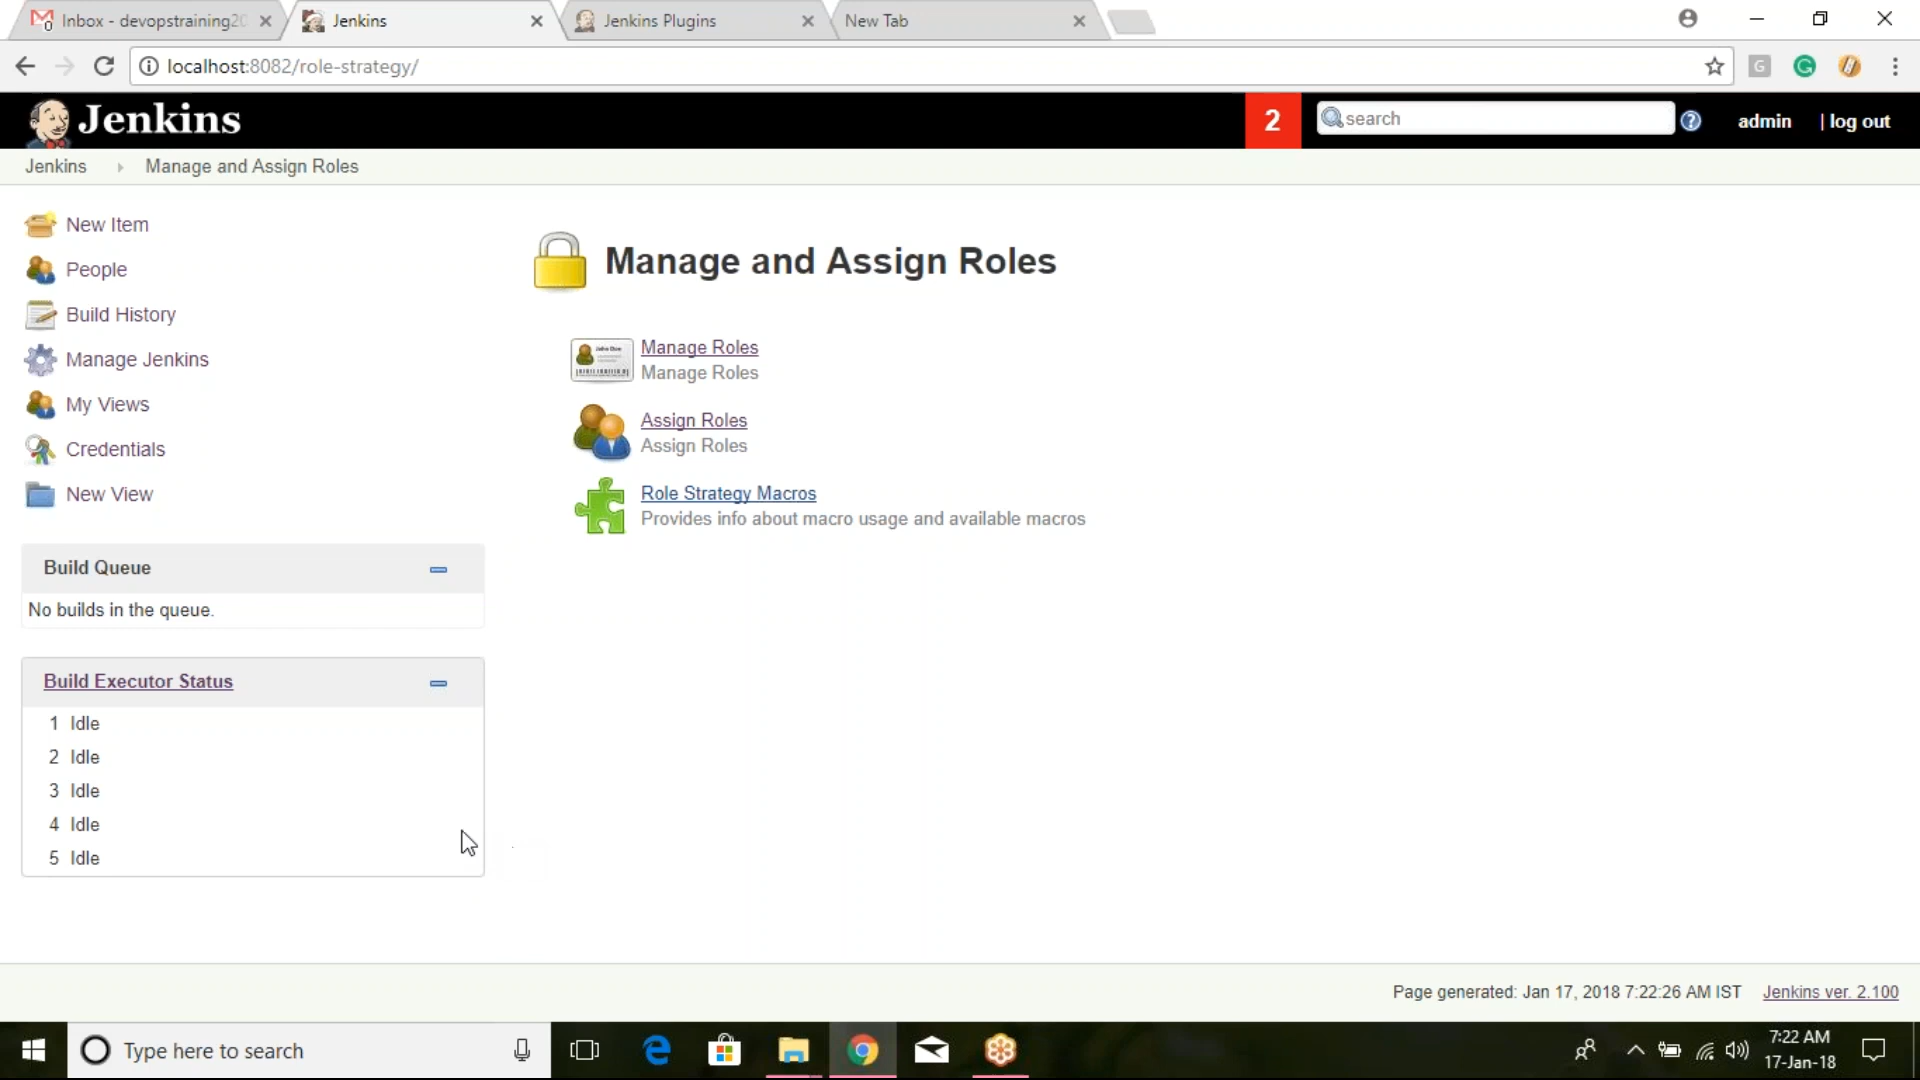 Inbox - devopstraining20
Jenkins
Jenkins Plugins
New Tab
localhost:8082/role-strategy/
G
Jenkins
2
search
admin
| log out
Jenkins
Manage and Assign Roles
New Item
People
Build History
Manage Jenkins
My Views
Credentials
New View
Build Queue
No builds in the queue.
Build Executor Status
1 Idle
2 Idle
3 Idle
4 Idle
5 Idle
Manage and Assign Roles
Manage Roles
Manage Roles
Assign Roles
Assign Roles
Role Strategy Macros
Provides info about macro usage and available macros
Page generated: Jan 17, 2018 7:22:26 AM IST
Jenkins ver. 2.100
Type here to search
7:22 AM
17-Jan-18